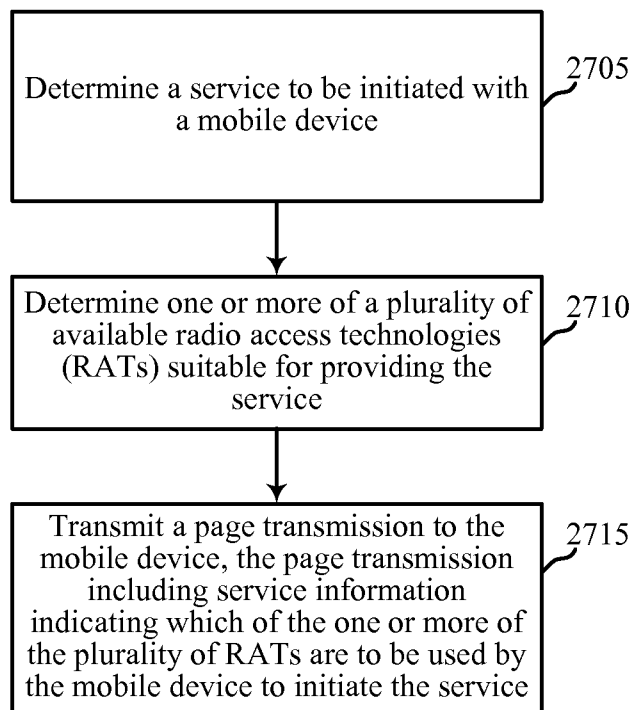 Determine a service to be initiated with
a mobile device
2705
Determine one or more of a plurality of
available radio access technologies
(RATs) suitable for providing the
service
2710
Transmit a page transmission to the
mobile device, the page transmission
including service information
indicating which of the one or more of
the plurality of RATs are to be used by
the mobile device to initiate the service
2715